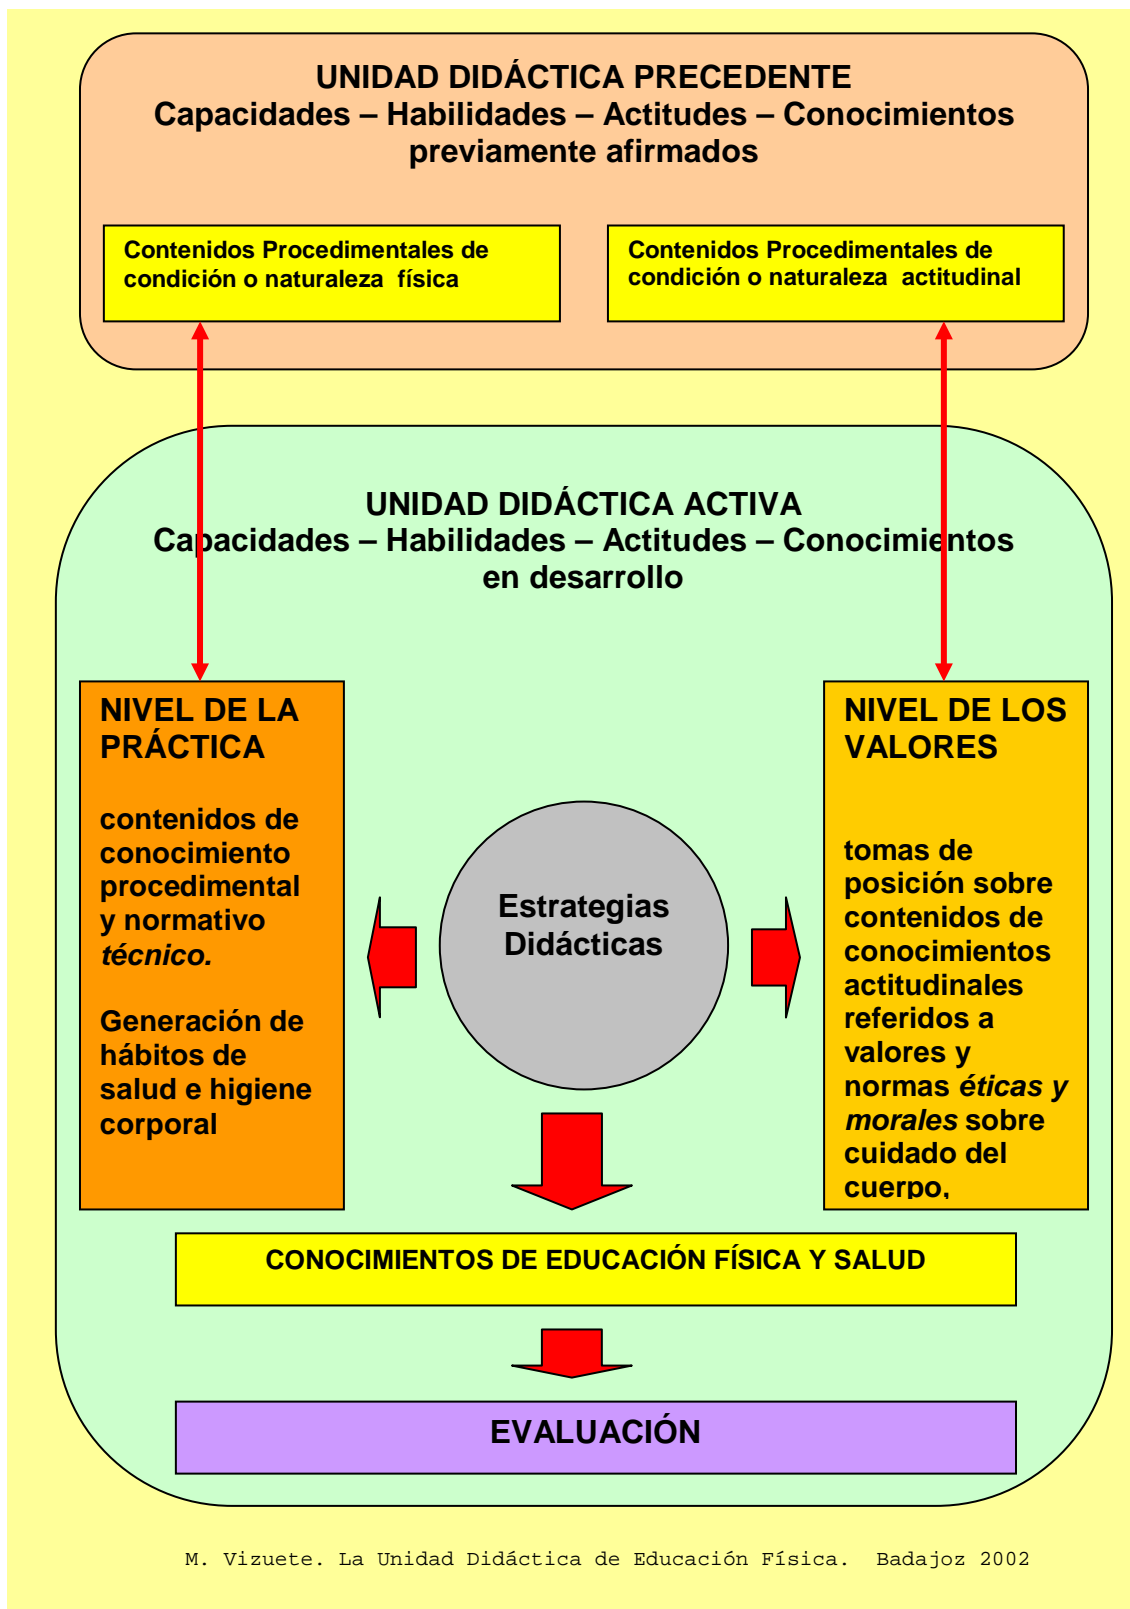 UNIDAD DIDÁCTICA PRECEDENTE
Capacidades – Habilidades – Actitudes – Conocimientos
previamente afirmados
Contenidos Procedimentales de
condición o naturaleza física
Contenidos Procedimentales de
condición o naturaleza actitudinal
UNIDAD DIDÁCTICA ACTIVA
Capacidades – Habilidades – Actitudes – Conocimientos
en desarrollo
NIVEL DE LA
PRÁCTICA
contenidos de
conocimiento
procedimental
y normativo
técnico.
Generación de
hábitos de
salud e higiene
corporal
Estrategias
Didácticas
NIVEL DE LOS
VALORES
tomas de
posición sobre
contenidos de
conocimientos
actitudinales
referidos a
valores y
normas éticas y
morales sobre
cuidado del
cuerpo,
CONOCIMIENTOS DE EDUCACIÓN FÍSICA Y SALUD
EVALUACIÓN
M. Vizuete. La Unidad Didáctica de Educación Física. Badajoz 2002